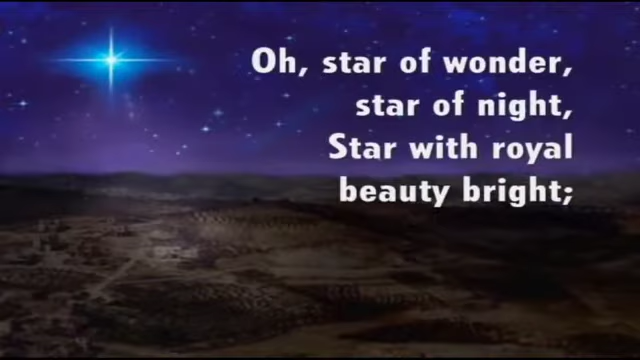 Oh, star of wonder,
star of night,
Star with royal
beauty bright;